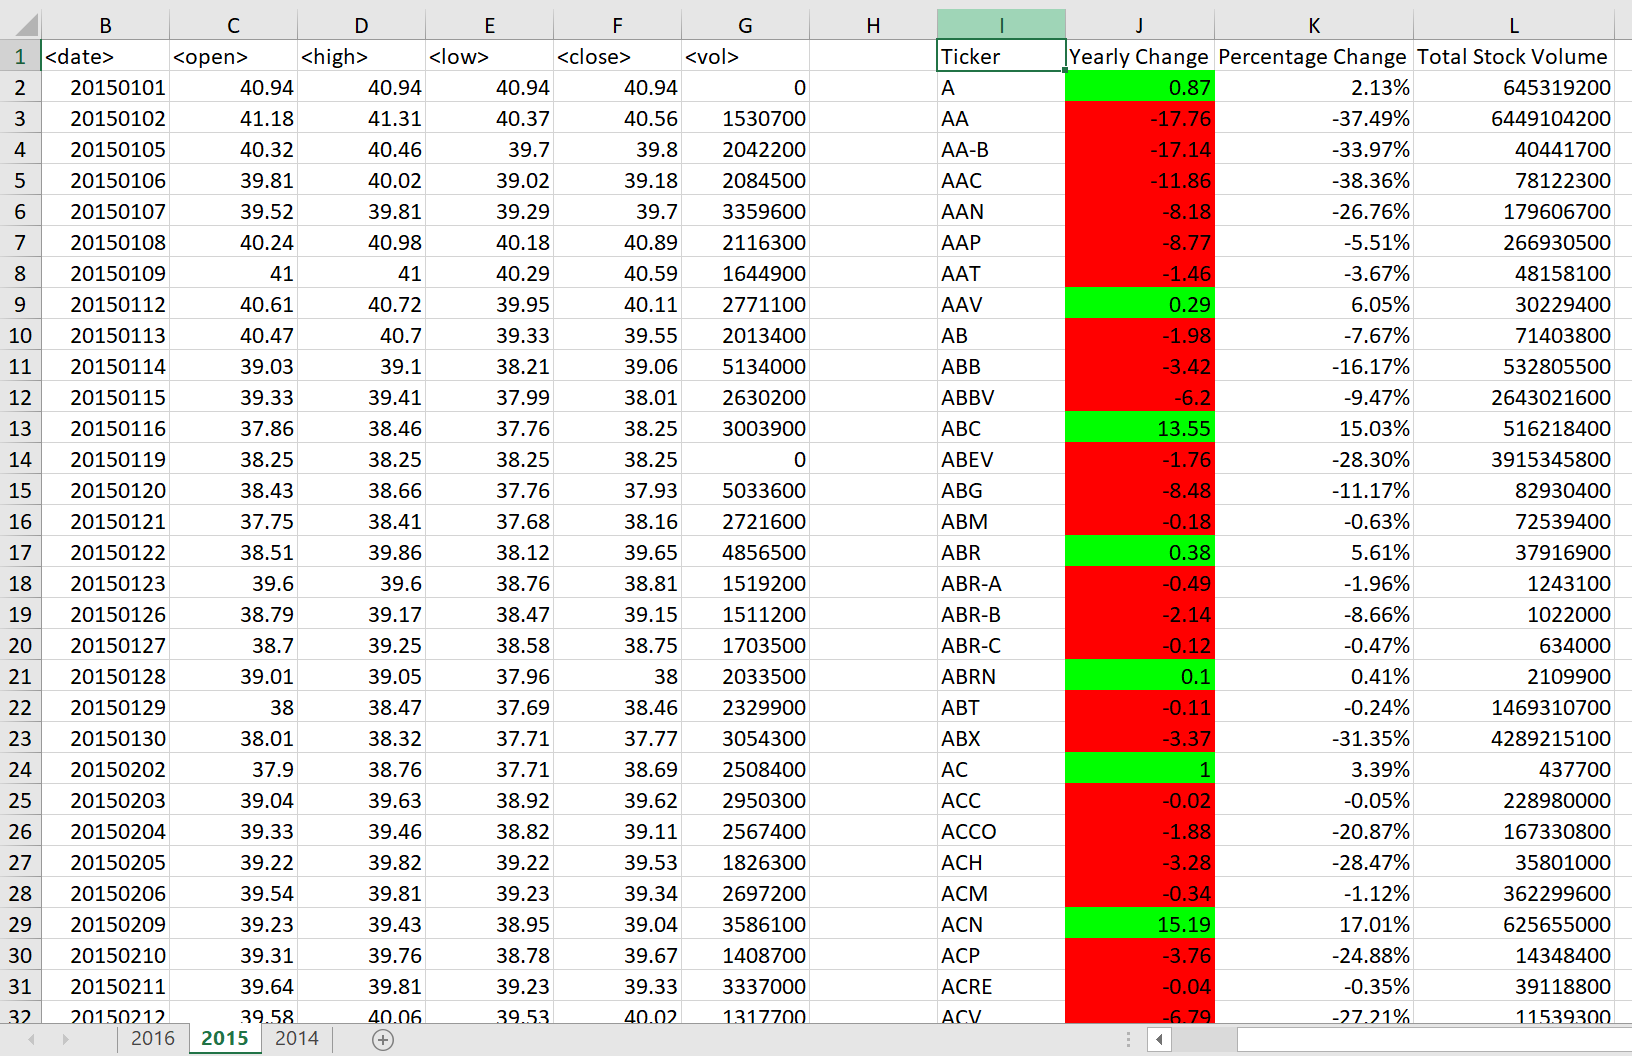 B C D E F G H I J K L
1 <date> <open> <high> <low> <close> <vol> Ticker Yearly Change Percentage Change Total Stock Volume
2 20150101 40.94 40.94 40.94 40.94 0 A 0.87 2.13% 645319200
3 20150102 41.18 41.31 40.37 40.56 1530700 AA -17.76 -37.49% 6449104200
4 20150105 40.32 40.46 39.7 39.8 2042200 AA-B -17.14 -33.97% 40441700
5 20150106 39.81 40.02 39.02 39.18 2084500 AAC -11.86 -38.36% 78122300
6 20150107 39.52 39.81 39.29 39.7 3359600 AAN -8.18 -26.76% 179606700
7 20150108 40.24 40.98 40.18 40.89 2116300 AAP -8.77 -5.51% 266930500
8 20150109 41 41 40.29 40.59 1644900 AAT -1.46 -3.67% 48158100
9 20150112 40.61 40.72 39.95 40.11 2771100 AAV 0.29 6.05% 30229400
10 20150113 40.47 40.7 39.33 39.55 2013400 AB -1.98 -7.67% 71403800
11 20150114 39.03 39.1 38.21 39.06 5134000 ABB -3.42 -16.17% 532805500
12 20150115 39.33 39.41 37.99 38.01 2630200 ABBV -6.2 -9.47% 2643021600
13 20150116 37.86 38.46 37.76 38.25 3003900 ABC 13.55 15.03% 516218400
14 20150119 38.25 38.25 38.25 38.25 0 ABEV -1.76 -28.30% 3915345800
15 20150120 38.43 38.66 37.76 37.93 5033600 ABG -8.48 -11.17% 82930400
16 20150121 37.75 38.41 37.68 38.16 2721600 ABM -0.18 -0.63% 72539400
17 20150122 38.51 39.86 38.12 39.65 4856500 ABR 0.38 5.61% 37916900
18 20150123 39.6 39.6 38.76 38.81 1519200 ABR-A -0.49 -1.96% 1243100
19 20150126 38.79 39.17 38.47 39.15 1511200 ABR-B -2.14 -8.66% 1022000
20 20150127 38.7 39.25 38.58 38.75 1703500 ABR-C -0.12 -0.47% 634000
21 20150128 39.01 39.05 37.96 38 2033500 ABRN 0.1 0.41% 2109900
22 20150129 38 38.47 37.69 38.46 2329900 ABT -0.11 -0.24% 1469310700
23 20150130 38.01 38.32 37.71 37.77 3054300 ABX -3.37 -31.35% 4289215100
24 20150202 37.9 38.76 37.71 38.69 2508400 AC 1 3.39% 437700
25 20150203 39.04 39.63 38.92 39.62 2950300 ACC -0.02 -0.05% 228980000
26 20150204 39.33 39.46 38.82 39.11 2567400 ACCO -1.88 -20.87% 167330800
27 20150205 39.22 39.82 39.22 39.53 1826300 ACH -3.28 -28.47% 35801000
28 20150206 39.54 39.81 39.23 39.34 2697200 ACM -0.34 -1.12% 362299600
29 20150209 39.23 39.43 38.95 39.04 3586100 ACN 15.19 17.01% 625655000
30 20150210 39.31 39.76 38.78 39.67 1408700 ACP -3.76 -24.88% 14348400
31 20150211 39.64 39.81 39.23 39.33 3337000 ACRE -0.04 -0.35% 39118800
32 20150212 39.58 40.06 39.53 40.02 1317700 ACV -6.79 -27.21% 11539300
2016 2015 2014